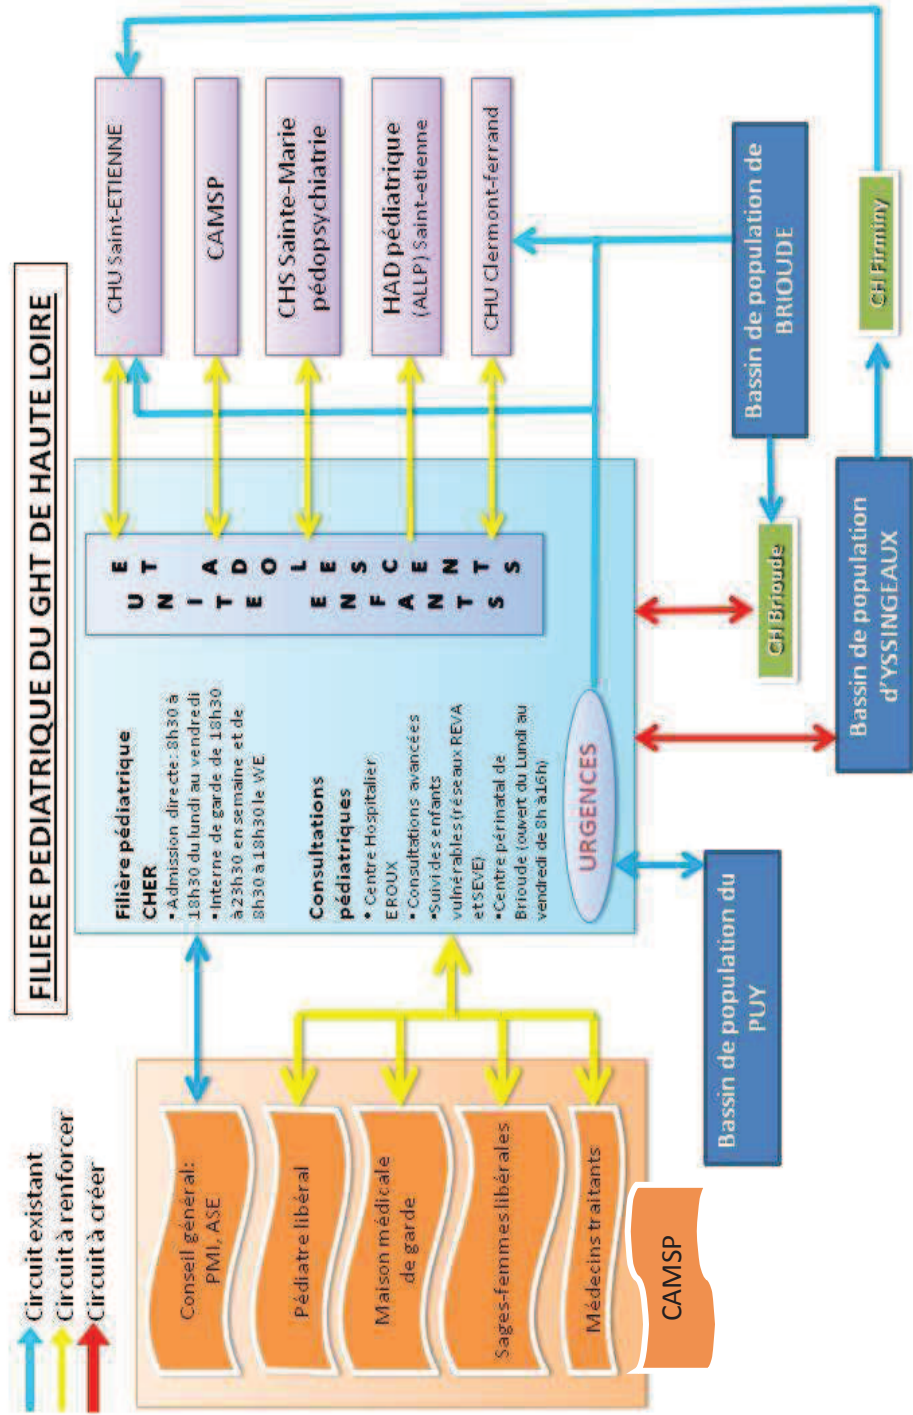 FILIERE PEDIATRIQUE DU GHT DE HAUTE LOIRE
Circuit existant
Circuit à renforcer
Circuit à créer
Conseil général:
PMI, ASE
Pédiatre libéral
Maison médicale
de garde
Sages-femmes libérales
Médecins traitants
CAMSP
Filière pédiatrique
CHER
• Admission directe: 8h30 à
18h30 du lundi au vendredi
• Interne de garde de 18h30
à 23h30 en semaine et de
8h30 à 18h30 le WE
Consultations
pédiatriques
• Centre Hospitalier
EROUX
• Consultations avancées
•Suivi des enfants
vulnérables (réseaux REVA
et SEVE)
•Centre périnatal de
Brioude (ouvert du Lundi au
vendredi de 8h à16h)
URGENCES
U E
N T
I A
T D
E O
L
E E
N S
F C
A E
N N
T T
S S
CHU Saint-ETIENNE
CAMSP
CHS Sainte-Marie
pédopsychiatrie
HAD pédiatrique
(ALLP) Saint-etienne
CHU Clermont-ferrand
Bassin de population du
PUY
Bassin de population
d'YSSINGEAUX
CH Brioude
Bassin de population de
BRIOUDE
CH Firminy